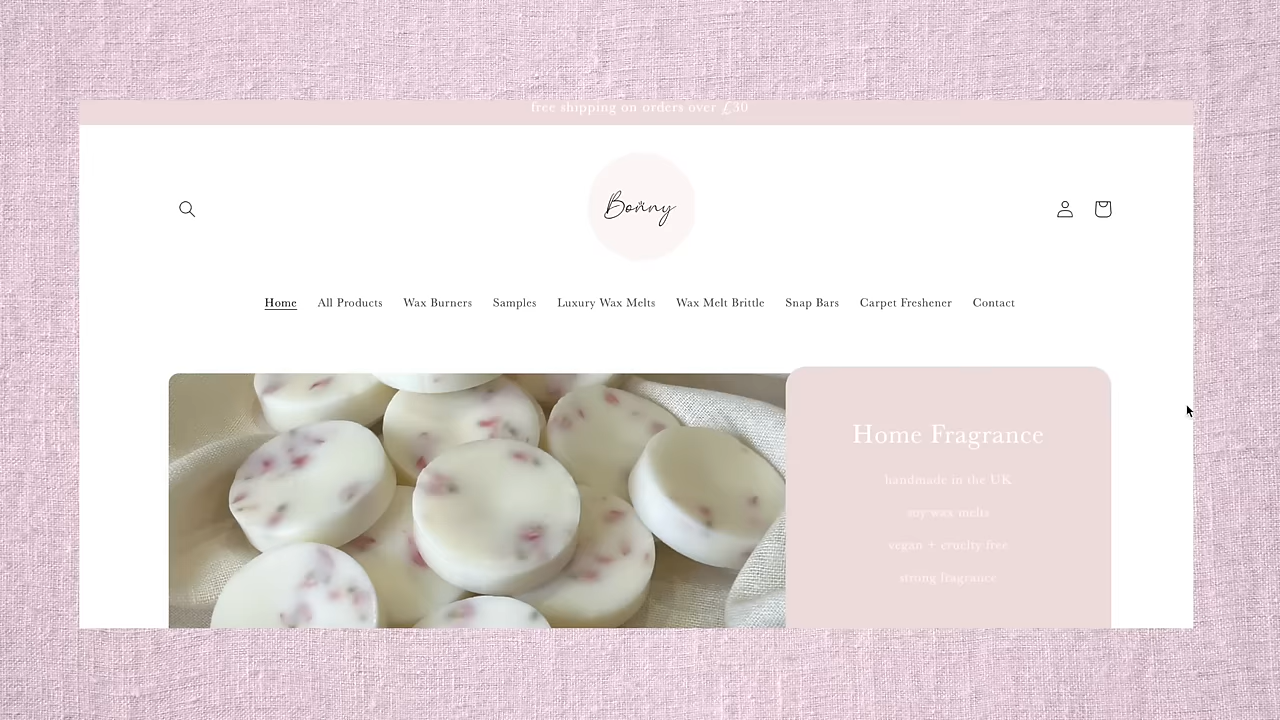 free shipping on orders over £30
Bonny
Home All Products Wax Burners Samples Luxury Wax Melts Wax Melt Brittle Snap Bars Carpet Freshener Contact
Home Fragrance
handmade in the UK
soy wax melts
vegan + cruelty free
strong fragrance